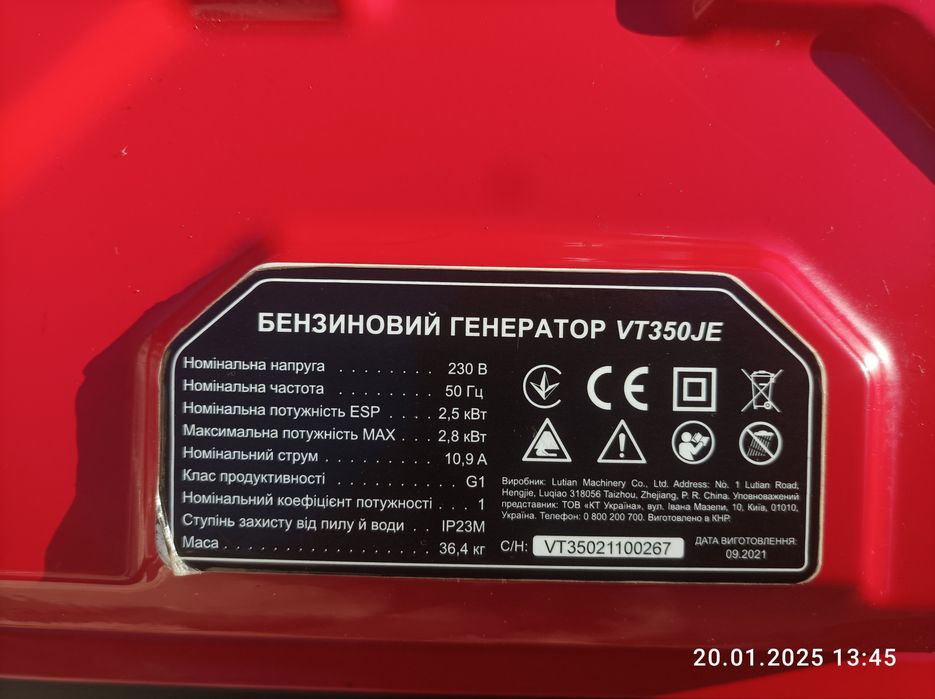 БЕНЗИНОВИЙ ГЕНЕРАТОР VT350JE
Номінальна напруга . . . . . . . . 230 В
Номінальна частота . . . . . . . . 50 Гц
Номінальна потужність ESP . . . . 2,5 кВт
Максимальна потужність MAX . . . 2,8 кВт
Номінальний струм . . . . . . . . . 10,9 А
Клас продуктивності . . . . . . . . . G1
Номінальний коефіцієнт потужності . . . 1
Ступінь захисту від пилу й води . . IP23M
Маса . . . . . . . . . . . . . . . . . 36,4 кг
CE
Виробник: Lutian Machinery Co., Ltd. Address: No. 1 Lutian Road,
Hengjie, Luqiao 318056 Taizhou, Zhejiang, P. R. China. Уповноважений
представник: ТОВ «КТ Україна», вул. Івана Мазепи, 10, Київ, 01010,
Україна. Телефон: 0 800 200 700. Виготовлено в КНР.
С/Н: VT35021100267
ДАТА ВИГОТОВЛЕННЯ:
09.2021
20.01.2025 13:45